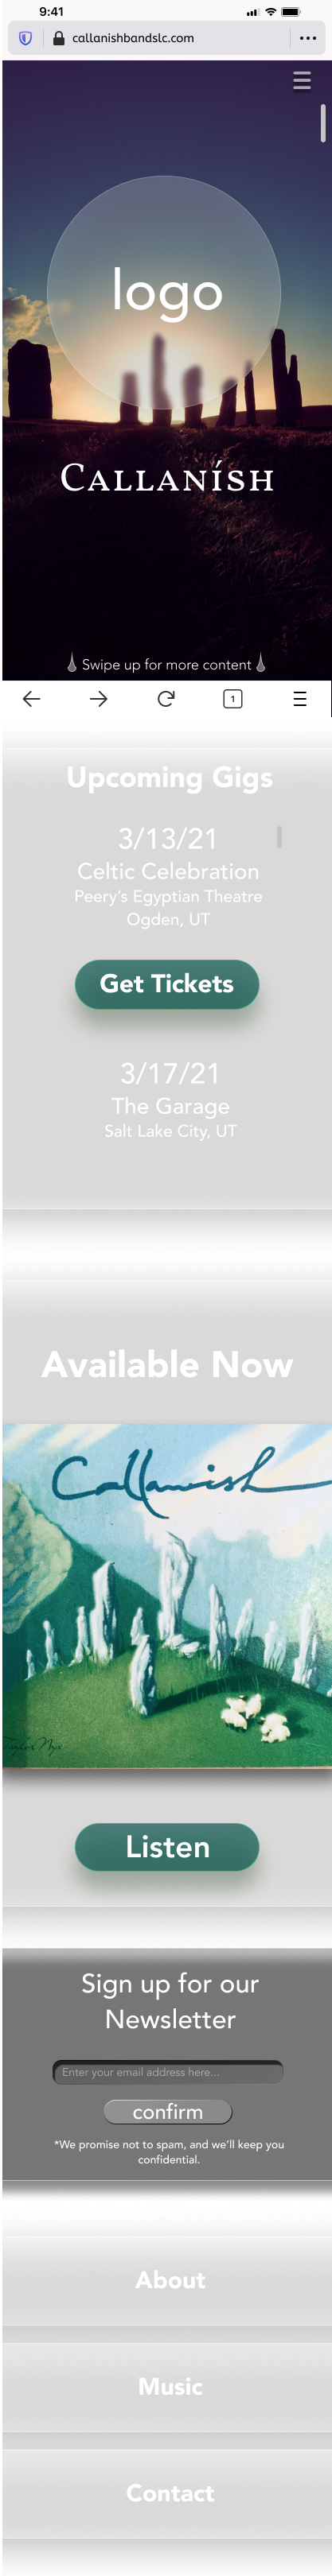 9:41
callanishbandslc.com
logo
CALLANÍSH
Swipe up for more content
1
Upcoming Gigs
3/13/21
Celtic Celebration
Peery's Egyptian Theatre
Ogden, UT
Get Tickets
3/17/21
The Garage
Salt Lake City, UT
Available Now
Callanish
Listen
Sign up for our
Newsletter
Enter your email address here...
confirm
*We promise not to spam, and we'll keep you
confidential.
About
Music
Contact